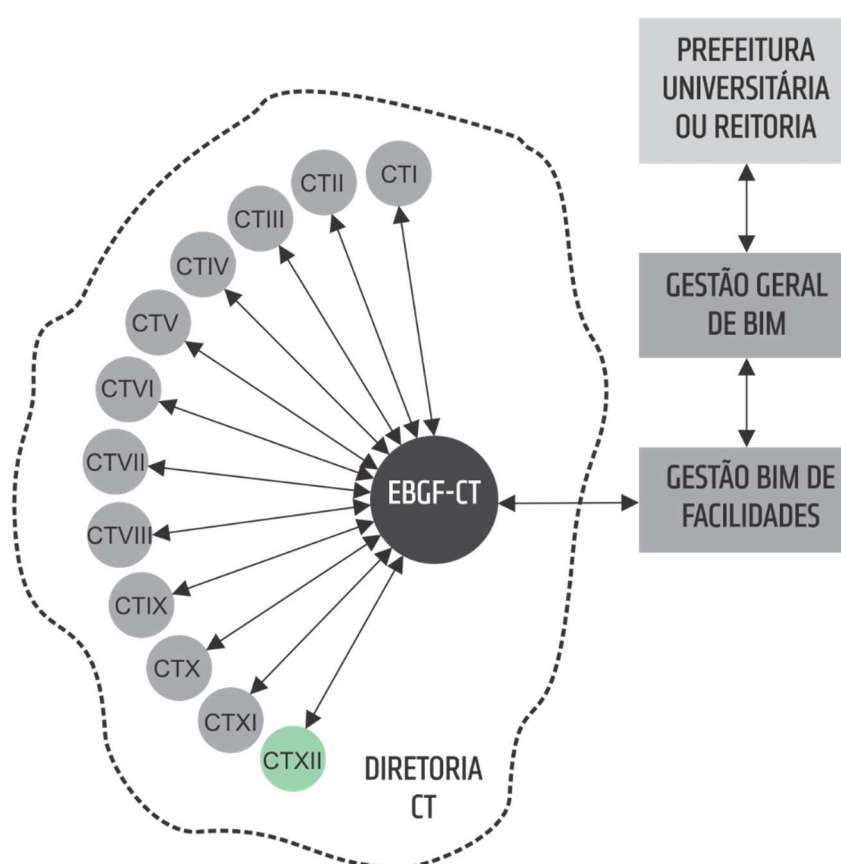 PREFEITURA
UNIVERSITÁRIA
OU REITORIA
GESTÃO GERAL
DE BIM
GESTÃO BIM DE
FACILIDADES
CTI
CTII
CTIII
CTIV
CTV
CTVI
CTVII
CTVIII
CTIX
CTX
CTXI
CTXII
EBGF-CT
DIRETORIA
CT